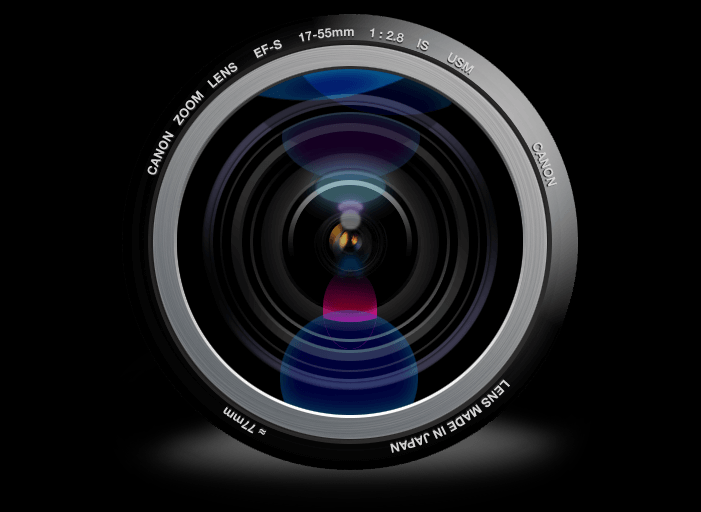 CANON ZOOM LENS EF-S 17-55mm 1:2.8 IS USM
CANON
LENS MADE IN JAPAN
≈ 77mm